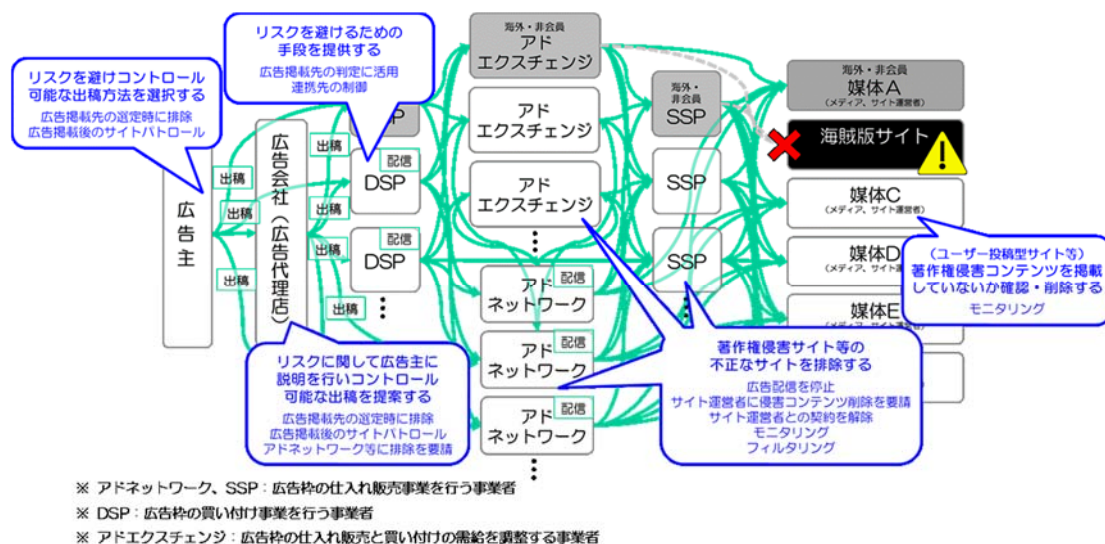 リスクを避けコントロール
可能な出稿方法を選択する
広告掲載先の選定時に排除
広告掲載後のサイトパトロール
リスクを避けるための
手段を提供する
広告掲載先の判定に活用
連携先の制御
海外・非会員
アド
エクスチェンジ
アド
エクスチェンジ
アド
エクスチェンジ
海外・
非会員
SSP
SSP
SSP
海外・非会員
媒体A
(メディア、サイト運営者)
海賊版サイト
媒体C
(メディア、サイト運営者)
媒体D
媒体E
広告主
出稿
出稿
出稿
出稿
広告会社(広告代理店)
出稿
出稿
出稿
出稿
P
配信
DSP
配信
DSP
配信
アド
ネットワーク
配信
アド
ネットワーク
配信
アド
ネットワーク
(ユーザー投稿型サイト等)
著作権侵害コンテンツを掲載
していないか確認・削除する
モニタリング
リスクに関して広告主に
説明を行いコントロール
可能な出稿を提案する
広告掲載先の選定時に排除
広告掲載後のサイトパトロール
アドネットワーク等に排除を要請
著作権侵害サイト等の
不正なサイトを排除する
広告配信を停止
サイト運営者に侵害コンテンツ削除を要請
サイト運営者との契約を解除
モニタリング
フィルタリング
※ アドネットワーク、SSP:広告枠の仕入れ販売事業を行う事業者
※ DSP:広告枠の買い付け事業を行う事業者
※ アドエクスチェンジ:広告枠の仕入れ販売と買い付けの需給を調整する事業者